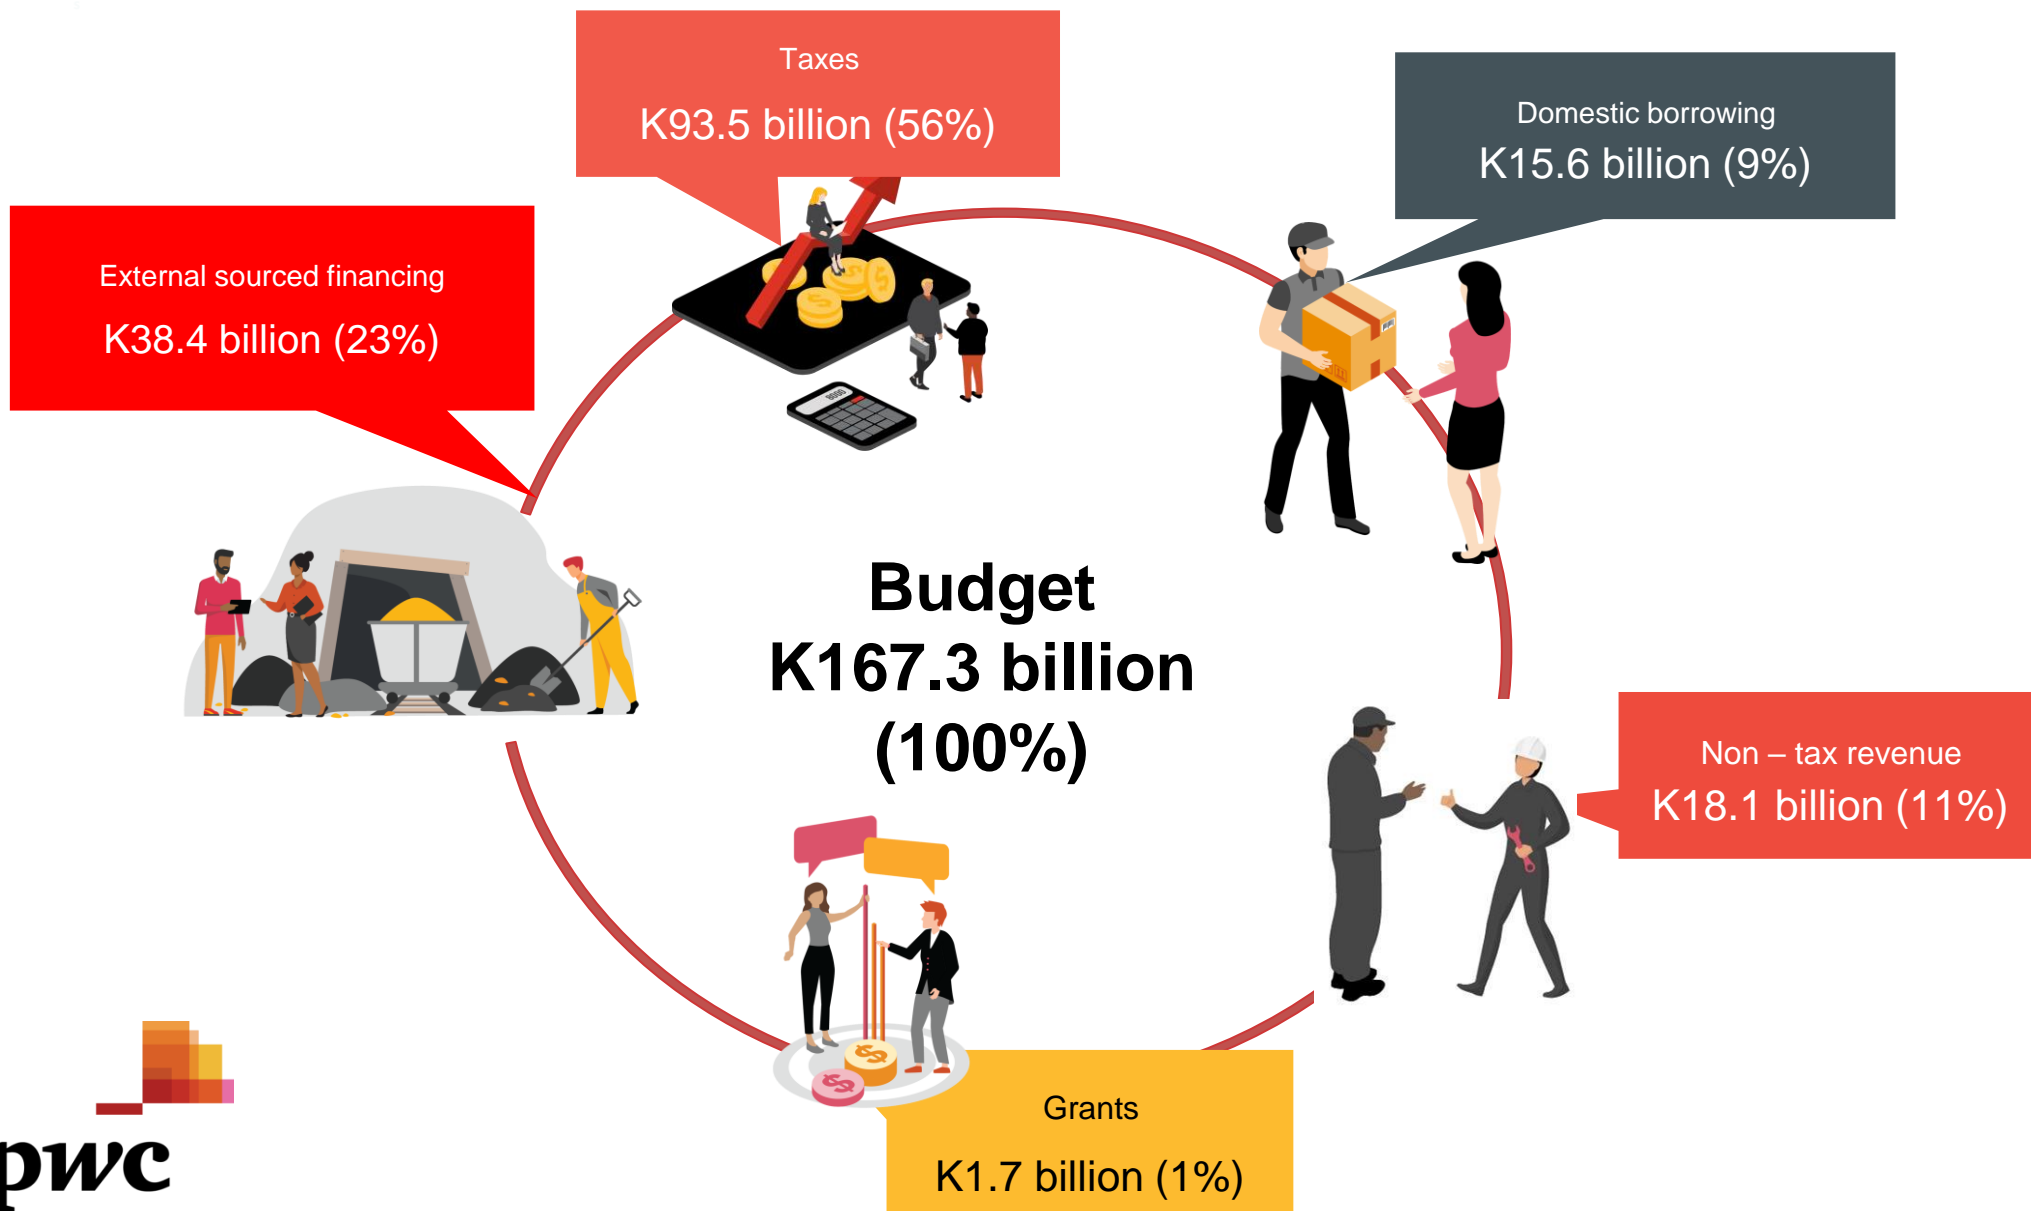 Taxes
K93.5 billion (56%)
Domestic borrowing
K15.6 billion (9%)
External sourced financing
K38.4 billion (23%)
8000
Budget
K167.3 billion
(100%)
Non – tax revenue
K18.1 billion (11%)
Grants
K1.7 billion (1%)
pwc